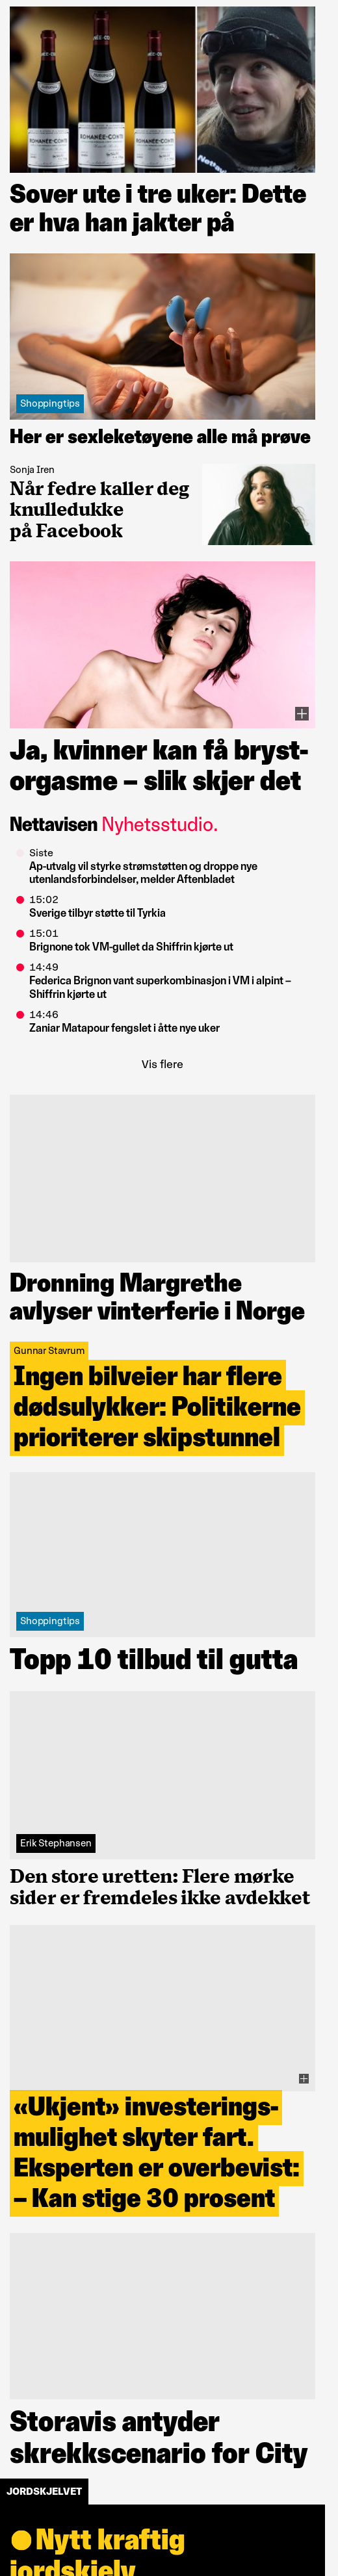 ROMANÉE-CONTI
ROMANÉE-CONTI
ROMANÉE-CONTI
Sover ute i tre uker: Dette
er hva han jakter på
Shoppingtips
Her er sexleketøyene alle må prøve
Sonja Iren
Når fedre kaller deg
knulledukke
på Facebook
Ja, kvinner kan få bryst-
orgasme – slik skjer det
Nettavisen Nyhetsstudio.
Siste
Ap-utvalg vil styrke strømstøtten og droppe nye
utenlandsforbindelser, melder Aftenbladet
15:02
Sverige tilbyr støtte til Tyrkia
15:01
Brignone tok VM-gullet da Shiffrin kjørte ut
14:49
Federica Brignon vant superkombinasjon i VM i alpint –
Shiffrin kjørte ut
14:46
Zaniar Matapour fengslet i åtte nye uker
Vis flere
Dronning Margrethe
avlyser vinterferie i Norge
Gunnar Stavrum
Ingen bilveier har flere
dødsulykker: Politikerne
prioriterer skipstunnel
Shoppingtips
Topp 10 tilbud til gutta
Erik Stephansen
Den store uretten: Flere mørke
sider er fremdeles ikke avdekket
«Ukjent» investerings-
mulighet skyter fart.
Eksperten er overbevist:
– Kan stige 30 prosent
Storavis antyder
skrekkscenario for City
JORDSKJELVET
Nytt kraftig
jordskjelv